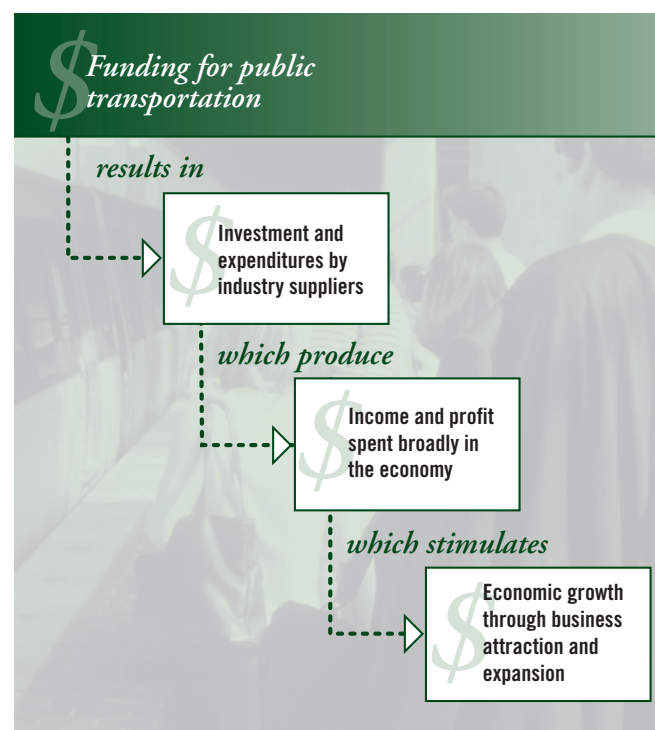 $ Funding for public
transportation
results in
$ Investment and
expenditures by
industry suppliers
which produce
$ Income and profit
spent broadly in
the economy
which stimulates
$ Economic growth
through business
attraction and
expansion